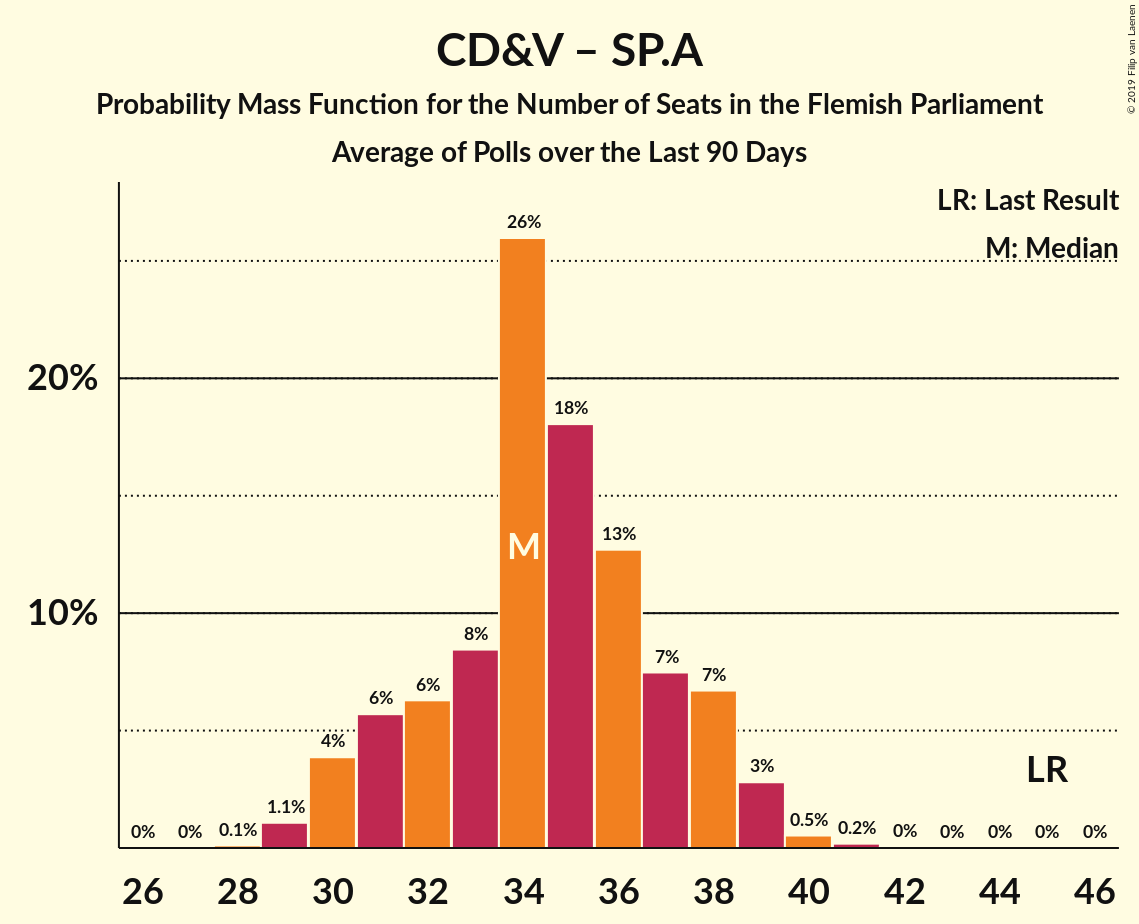 CD&V – SP.A
Probability Mass Function for the Number of Seats in the Flemish Parliament
Average of Polls over the Last 90 Days
© 2019 Filip van Laenen
LR: Last Result
M: Median
26%
20%
18%
13%
M
10%
8%
7%
7%
6%
6%
4%
3%
LR
1.1%
0.5%
0.2%
0.1%
0%
0%
0%
0%
0%
0%
0%
26 28 30 32 34 36 38 40 42 44 46